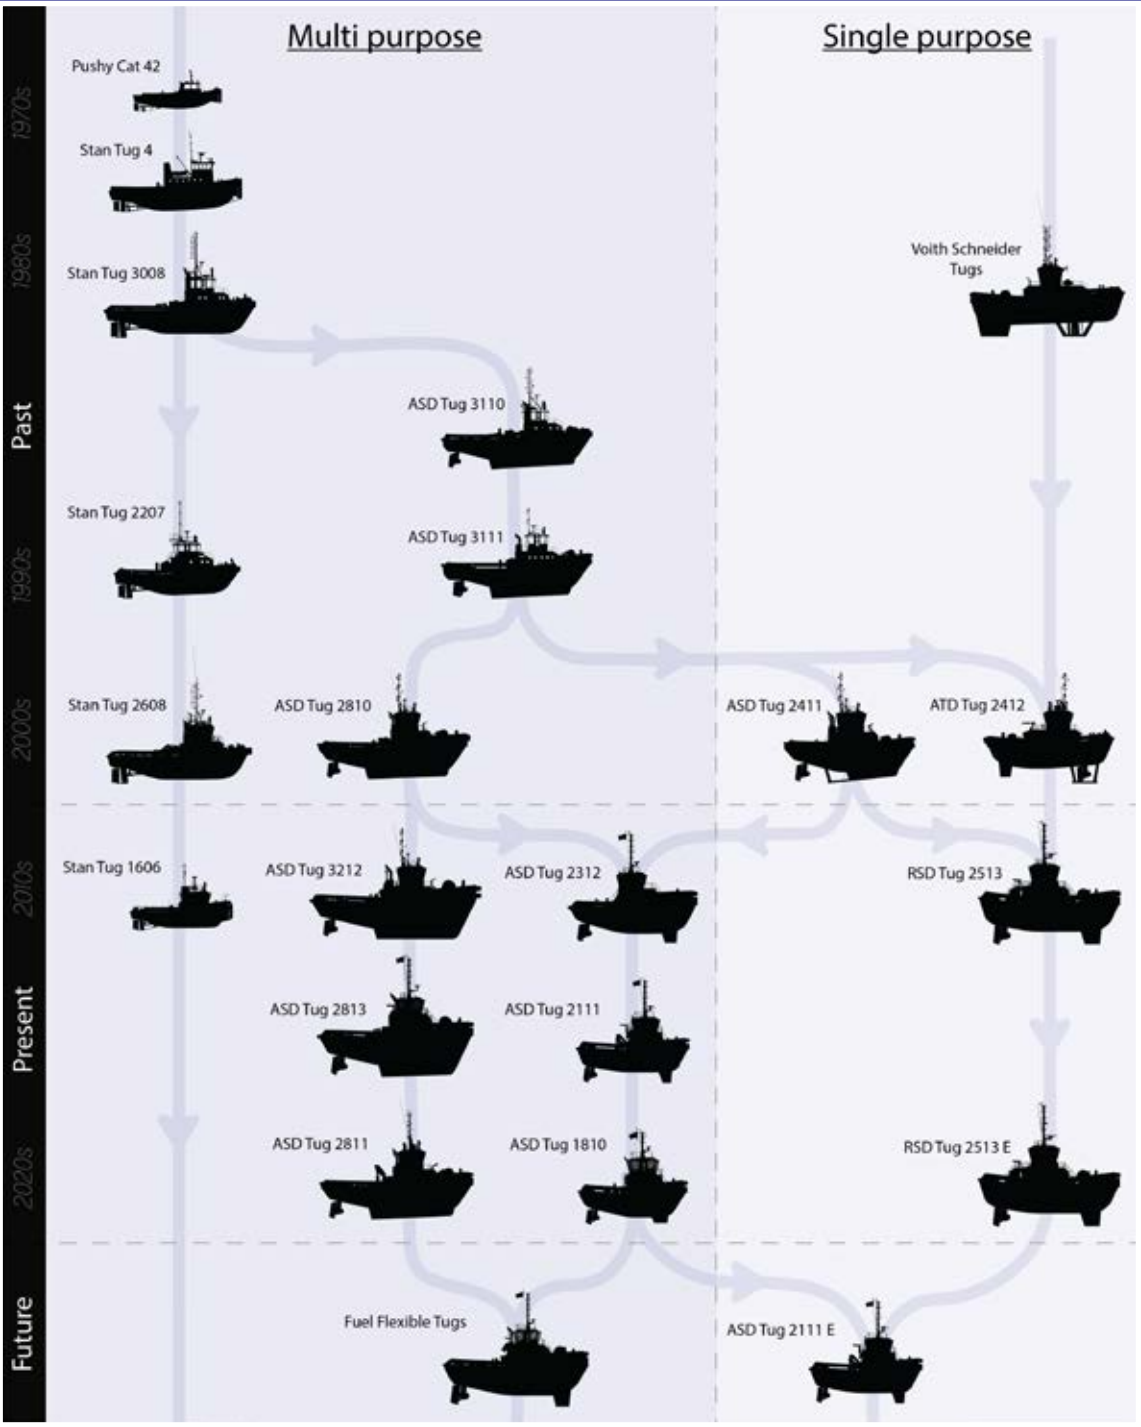 Multi purpose
Single purpose
Pushy Cat 42
1970s
Stan Tug 4
1980s
Stan Tug 3008
Voith Schneider
Tugs
Past
ASD Tug 3110
Stan Tug 2207
ASD Tug 3111
1990s
Stan Tug 2608
ASD Tug 2810
ASD Tug 2411
ATD Tug 2412
2000s
Stan Tug 1606
ASD Tug 3212
ASD Tug 2312
RSD Tug 2513
2010s
Present
ASD Tug 2813
ASD Tug 2111
ASD Tug 2811
ASD Tug 1810
RSD Tug 2513 E
2020s
Future
Fuel Flexible Tugs
ASD Tug 2111 E